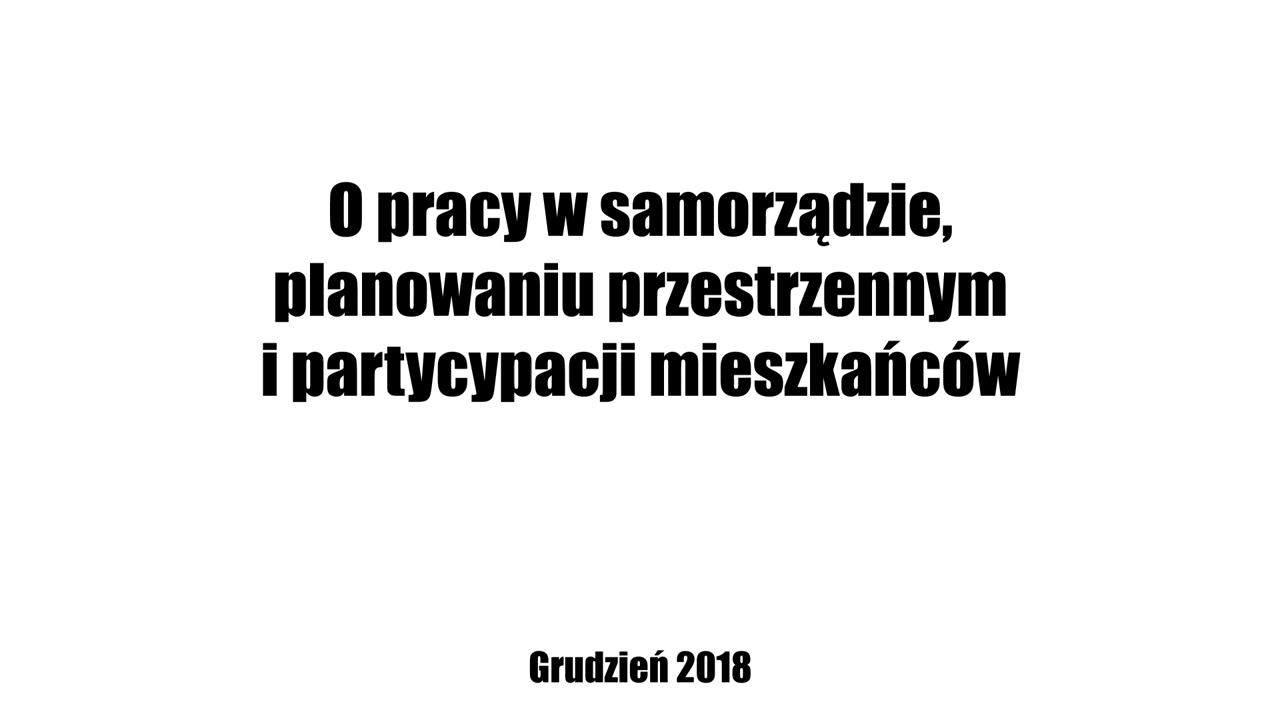 O pracy w samorządzie,
planowaniu przestrzennym
i partycypacji mieszkańców
Grudzień 2018